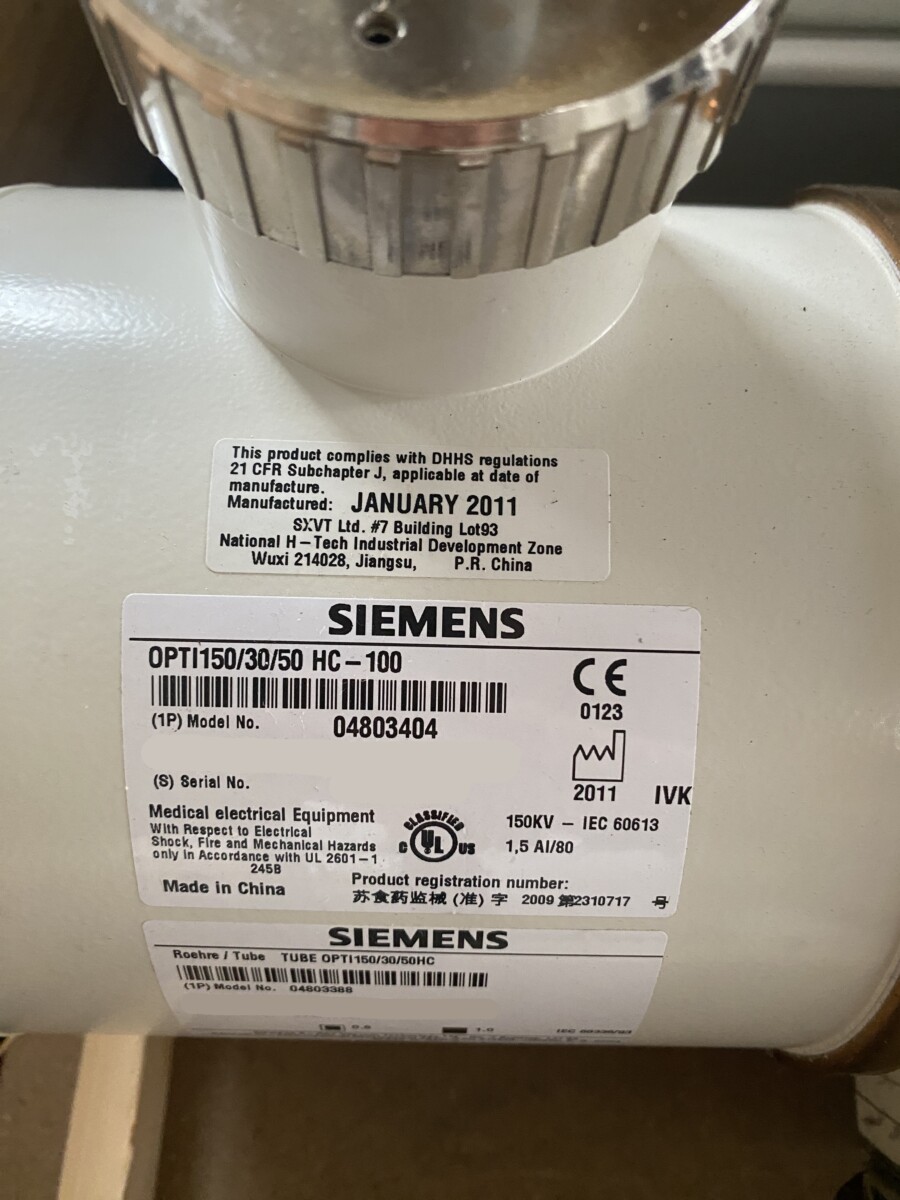 This product complies with DHHS regulations
21 CFR Subchapter J, applicable at date of
manufacture.
Manufactured: JANUARY 2011
SXVT Ltd. #7 Building Lot93
National H-Tech Industrial Development Zone
Wuxi 214028, Jiangsu, P.R. China
SIEMENS
OPTI150/30/50 HC-100
(1P) Model No. 04803404
(S) Serial No.
CE
0123
2011 IVK
Medical electrical Equipment
With Respect to Electrical
Shock, Fire and Mechanical Hazards
only in Accordance with UL 2601-1
245B
CLASSIFIED
C UL US
150KV - IEC 60613
1,5 Al/80
Made in China
Product registration number:
苏食药监械 (准) 字 2009 第2310717 号
SIEMENS
Roehre / Tube TUBE OPTI150/30/50HC
(1P) Model No. 04803388
0.6 1.0